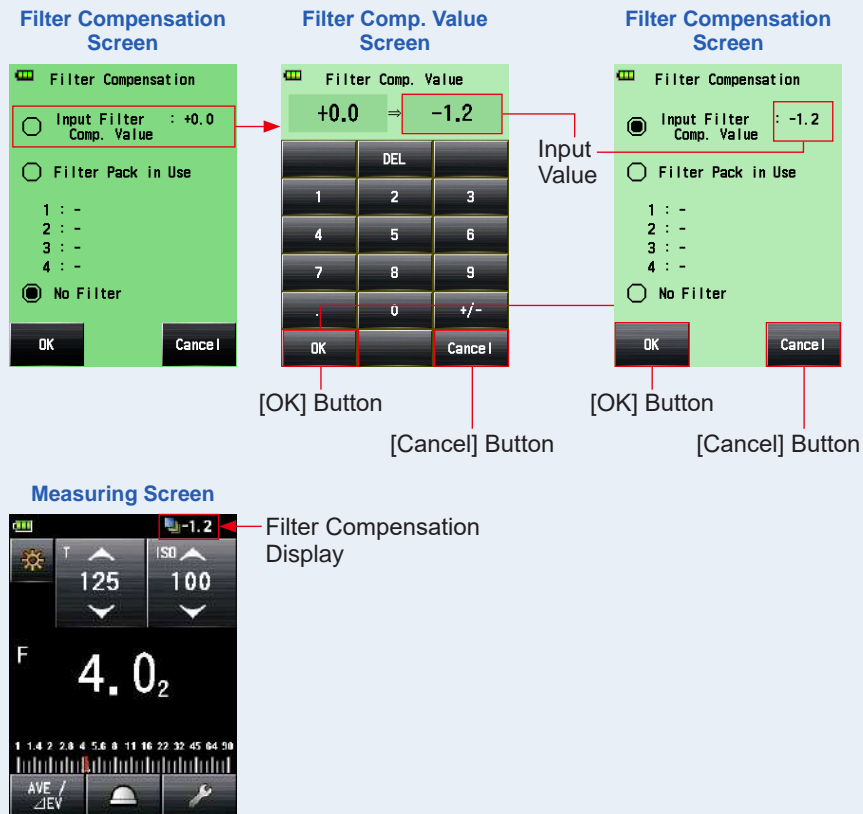 Filter Compensation
Screen
Filter Compensation
Input Filter : +0.0
Comp. Value
Filter Pack in Use
1 : -
2 : -
3 : -
4 : -
No Filter
OK Cancel
Filter Comp. Value
Screen
Filter Comp. Value
+0.0 ⇒ -1.2
DEL
1 2 3
4 5 6
7 8 9
. 0 +/-
OK Cancel
Input
Value
[OK] Button
[Cancel] Button
Filter Compensation
Screen
Filter Compensation
Input Filter : -1.2
Comp. Value
Filter Pack in Use
1 : -
2 : -
3 : -
4 : -
No Filter
OK Cancel
[OK] Button
[Cancel] Button
Measuring Screen
-1.2
Filter Compensation
Display
T ISO
125 100
F 4.0₂
1 1.4 2 2.8 4 5.6 8 11 16 22 32 45 64 90
AVE /
⊿EV